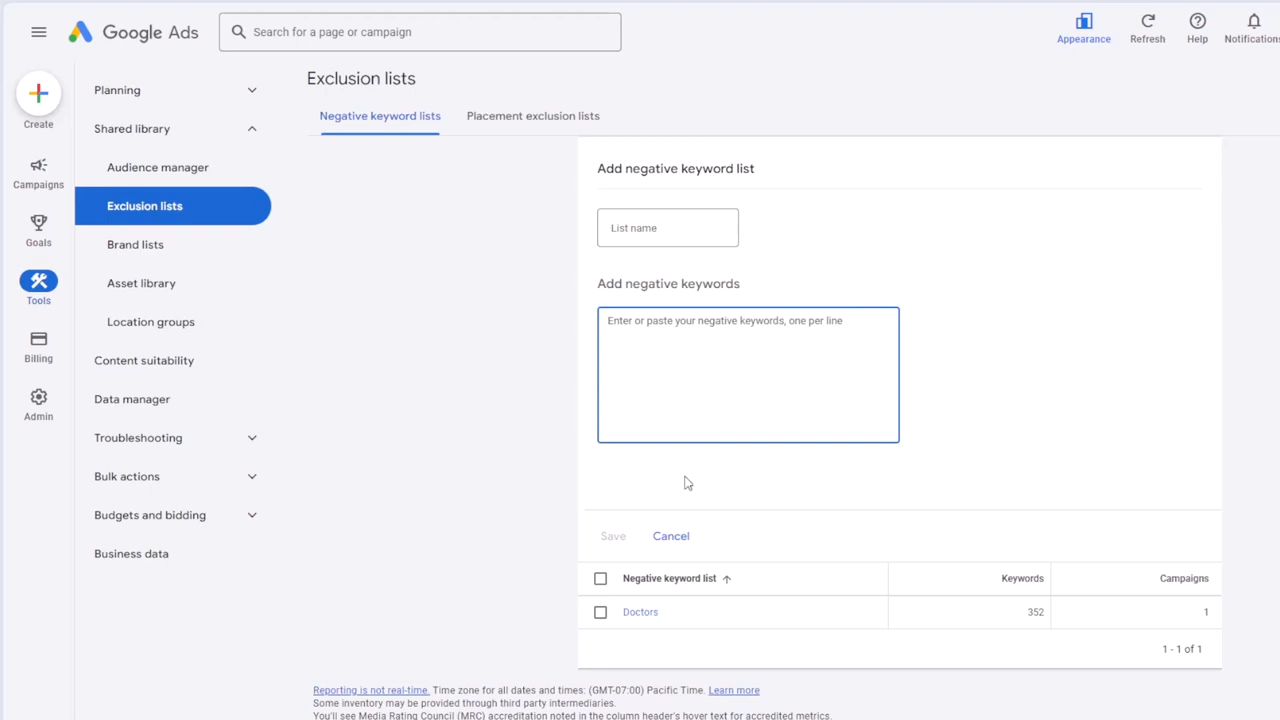 Google Ads
Search for a page or campaign
Appearance
Refresh
Help
Notifications
Create
Campaigns
Goals
Tools
Billing
Admin
Planning
Shared library
Audience manager
Exclusion lists
Brand lists
Asset library
Location groups
Content suitability
Data manager
Troubleshooting
Bulk actions
Budgets and bidding
Business data
Exclusion lists
Negative keyword lists Placement exclusion lists
Add negative keyword list
List name
Add negative keywords
Enter or paste your negative keywords, one per line
Save Cancel
Negative keyword list Keywords Campaigns
Doctors 352 1
1 - 1 of 1
Reporting is not real-time. Time zone for all dates and times: (GMT-07:00) Pacific Time. Learn more
Some inventory may be provided through third party intermediaries.
You'll see Media Rating Council (MRC) accreditation noted in the column header's hover text for accredited metrics.